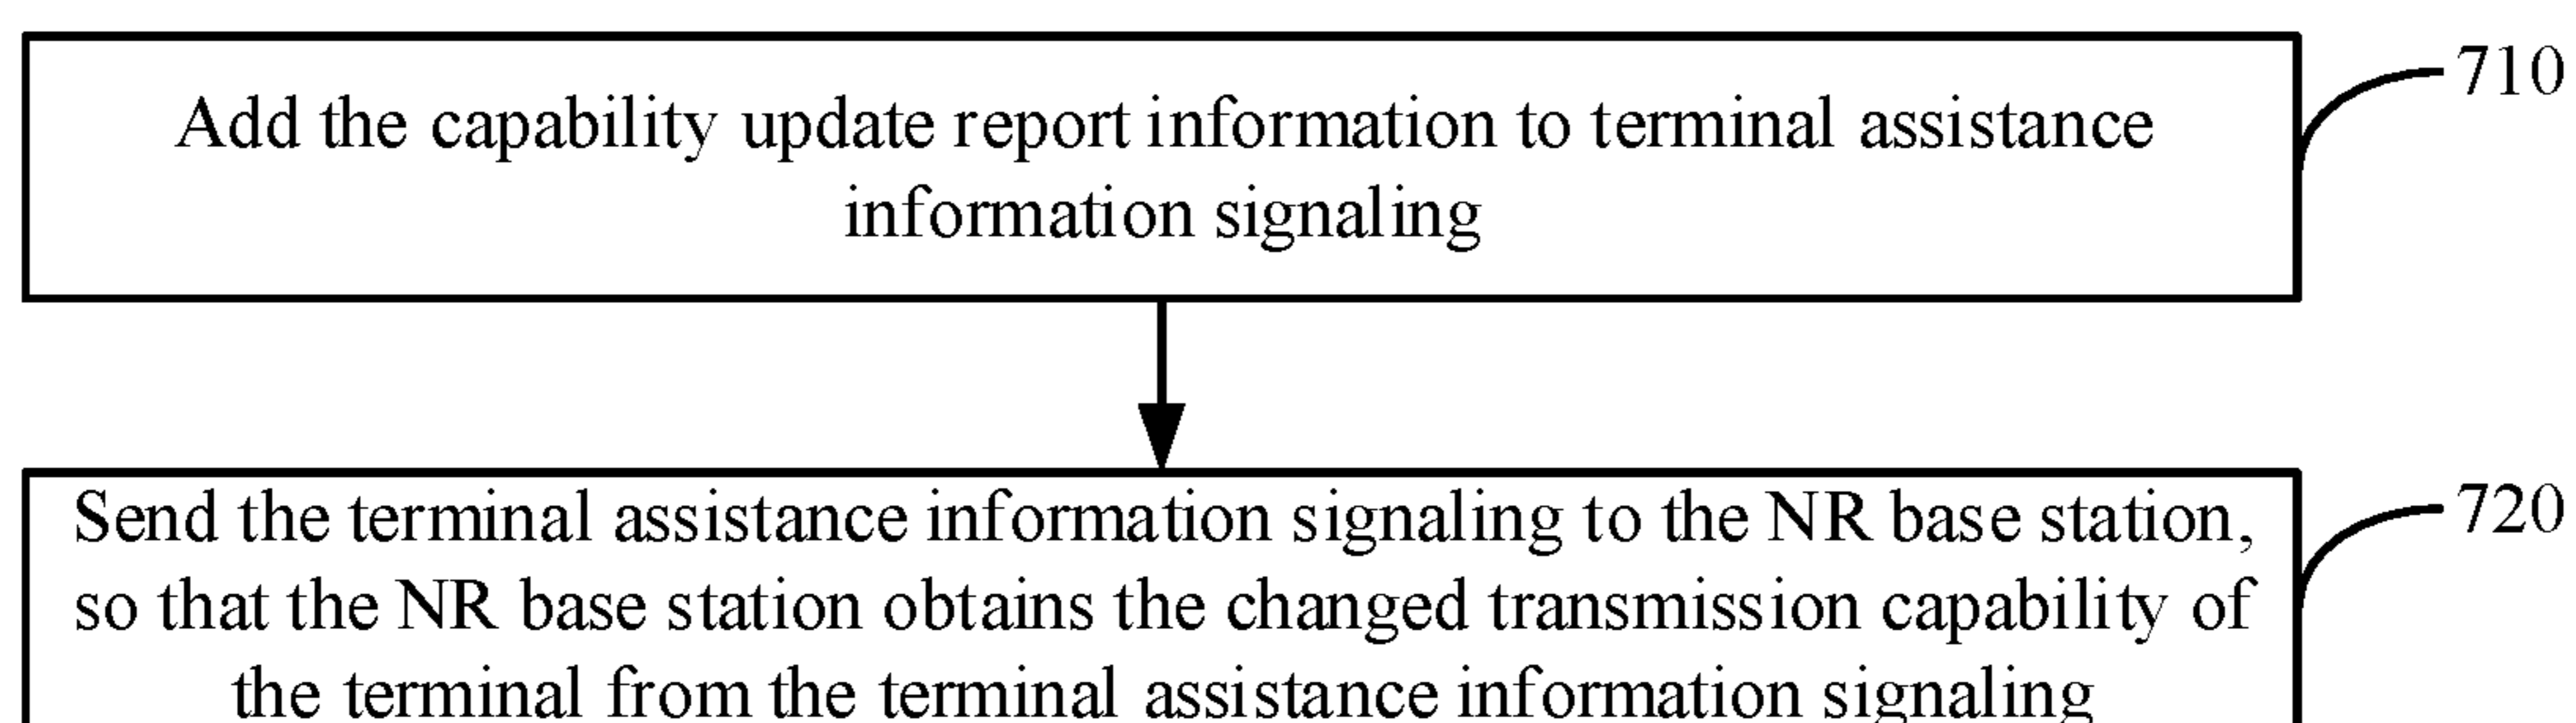 710
Add the capability update report information to terminal assistance
information signaling
720
Send the terminal assistance information signaling to the NR base station,
so that the NR base station obtains the changed transmission capability of
the terminal from the terminal assistance information signaling